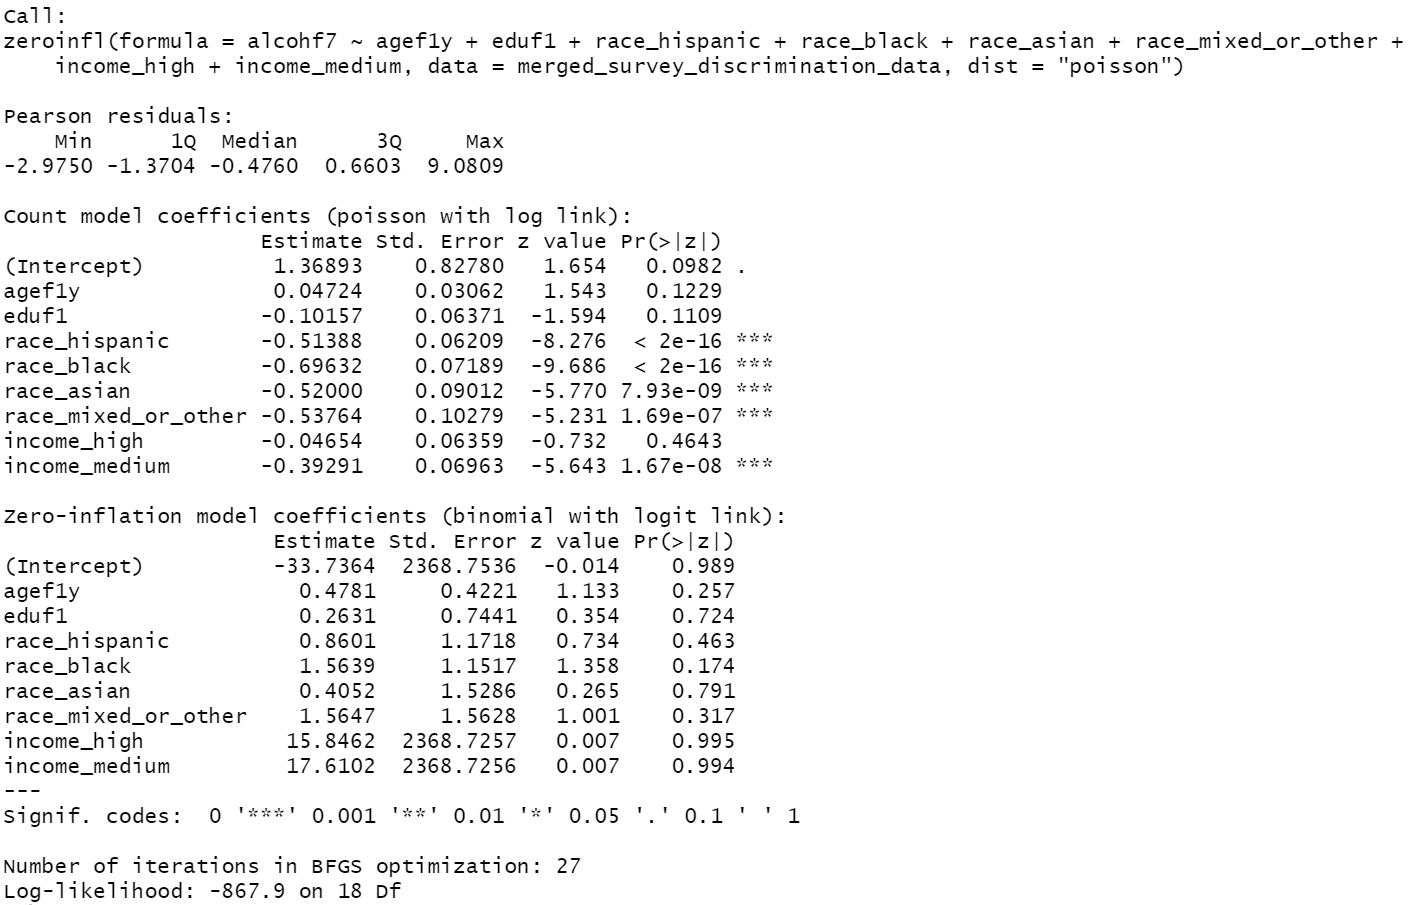 Call:
zeroinfl(formula = alcohf7 ~ agef1y + eduf1 + race_hispanic + race_black + race_asian + race_mixed_or_other +
    income_high + income_medium, data = merged_survey_discrimination_data, dist = "poisson")

Pearson residuals:
    Min      1Q  Median      3Q     Max
-2.9750 -1.3704 -0.4760  0.6603  9.0809

Count model coefficients (poisson with log link):
                    Estimate Std. Error z value Pr(>|z|)
(Intercept)          1.36893    0.82780   1.654   0.0982 .
agef1y               0.04724    0.03062   1.543   0.1229
eduf1               -0.10157    0.06371  -1.594   0.1109
race_hispanic       -0.51388    0.06209  -8.276  < 2e-16 ***
race_black          -0.69632    0.07189  -9.686  < 2e-16 ***
race_asian          -0.52000    0.09012  -5.770 7.93e-09 ***
race_mixed_or_other -0.53764    0.10279  -5.231 1.69e-07 ***
income_high         -0.04654    0.06359  -0.732   0.4643
income_medium       -0.39291    0.06963  -5.643 1.67e-08 ***

Zero-inflation model coefficients (binomial with logit link):
                     Estimate Std. Error z value Pr(>|z|)
(Intercept)          -33.7364  2368.7536  -0.014    0.989
agef1y                 0.4781     0.4221   1.133    0.257
eduf1                  0.2631     0.7441   0.354    0.724
race_hispanic          0.8601     1.1718   0.734    0.463
race_black             1.5639     1.1517   1.358    0.174
race_asian             0.4052     1.5286   0.265    0.791
race_mixed_or_other    1.5647     1.5628   1.001    0.317
income_high           15.8462  2368.7257   0.007    0.995
income_medium         17.6102  2368.7256   0.007    0.994
---
Signif. codes:  0 '***' 0.001 '**' 0.01 '*' 0.05 '.' 0.1 ' ' 1

Number of iterations in BFGS optimization: 27
Log-likelihood: -867.9 on 18 Df